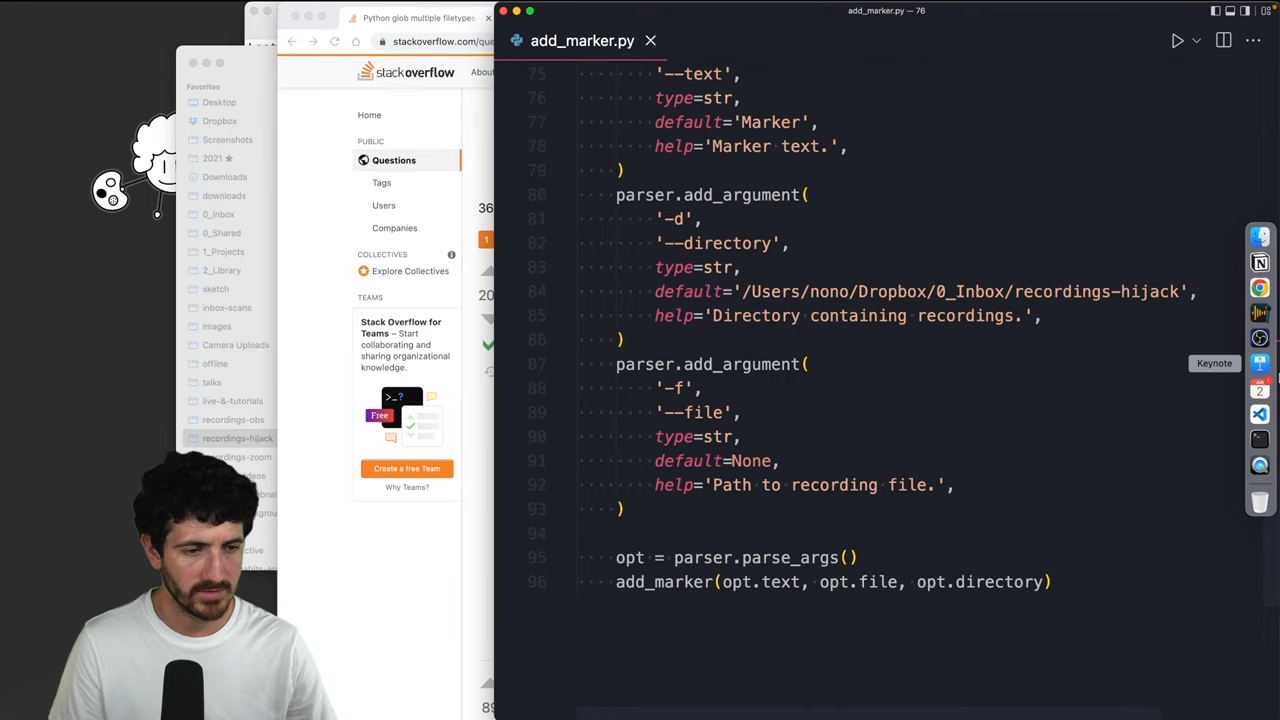 add_marker.py — 76
Python glob multiple filetypes
stackoverflow.com/que
add_marker.py
stack overflow
About
Favorites
Desktop
Dropbox
Screenshots
2021 ★
Downloads
downloads
0_Inbox
0_Shared
1_Projects
2_Library
sketch
inbox-scans
images
Camera Uploads
offline
talks
live-&-tutorials
recordings-obs
recordings-hijack
recordings-zoom
Home
PUBLIC
Questions
Tags
Users
Companies
COLLECTIVES
Explore Collectives
TEAMS
Stack Overflow for
Teams – Start
collaborating and
sharing organizational
knowledge.
Free
Create a free Team
Why Teams?
36
1
20
89
75 '--text',
76 type=str,
77 default='Marker',
78 help='Marker text.',
79 )
80 parser.add_argument(
81 '-d',
82 '--directory',
83 type=str,
84 default='/Users/nono/Dropbox/0_Inbox/recordings-hijack',
85 help='Directory containing recordings.',
86 )
87 parser.add_argument(
88 '-f',
89 '--file',
90 type=str,
91 default=None,
92 help='Path to recording file.',
93 )
94
95 opt = parser.parse_args()
96 add_marker(opt.text, opt.file, opt.directory)
Keynote
2